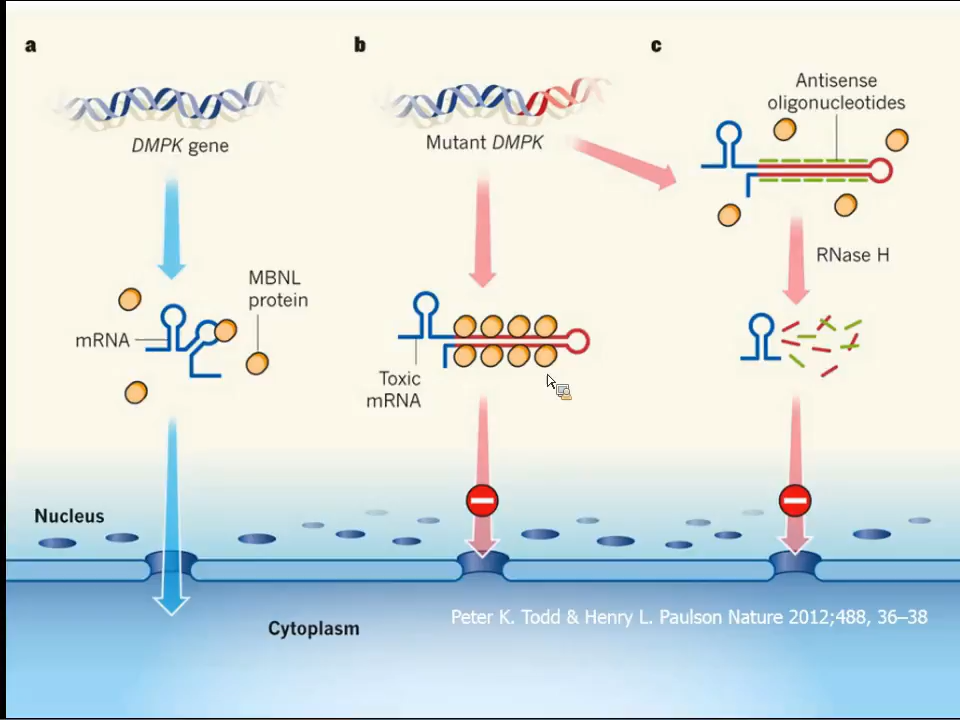 a
DMPK gene
MBNL
protein
mRNA
b
Mutant DMPK
Toxic
mRNA
c
Antisense
oligonucleotides
RNase H
Nucleus
Cytoplasm
Peter K. Todd & Henry L. Paulson Nature 2012;488, 36–38